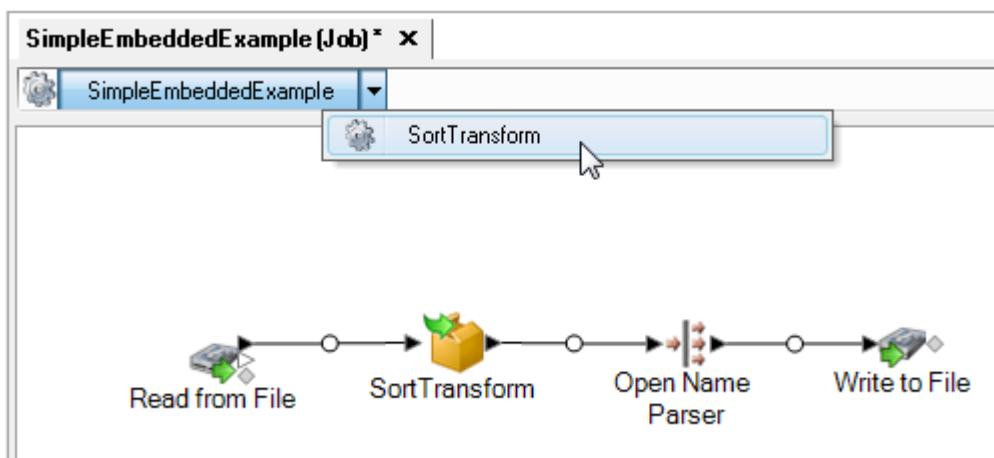 SimpleEmbeddedExample (Job)* ×
SimpleEmbeddedExample
SortTransform
Read from File
SortTransform
Open Name
Parser
Write to File